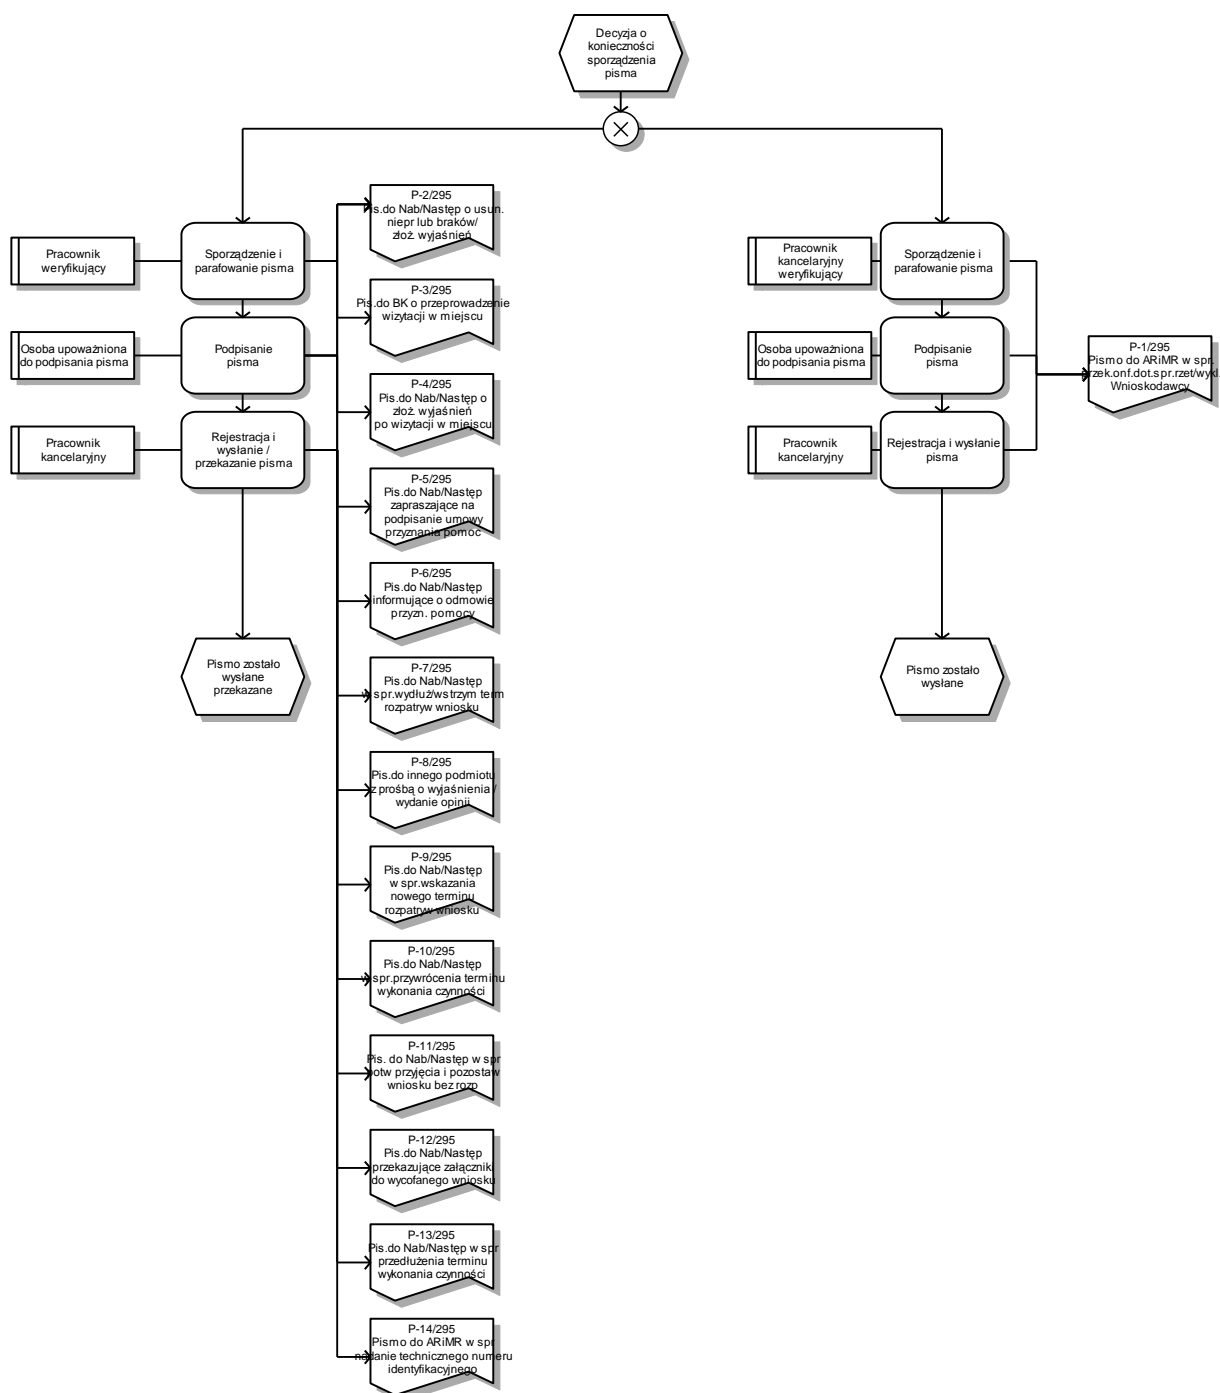 Decyzja o
konieczności
sporządzenia
pisma
P-2/295
is.do Nab/Następ o usun.
niepr lub braków/
złoż. wyjaśnień
Pracownik
weryfikujący
Sporządzenie i
parafowanie pisma
P-3/295
Pis.do BK o przeprowadzenie
wizytacji w miejscu
Osoba upoważniona
do podpisania pisma
Podpisanie
pisma
P-4/295
Pis.do Nab/Następ o
złoż. wyjaśnień
po wizytacji w miejscu
Pracownik
kancelaryjny
Rejestracja i
wysłanie /
przekazanie pisma
P-5/295
Pis.do Nab/Następ
zapraszające na
podpisanie umowy
przyznania pomoc
P-6/295
Pis.do Nab/Następ
informujące o odmowie
przyzn. pomocy
Pismo zostało
wysłane
przekazane
P-7/295
Pis.do Nab/Następ
w spr.wydłuż/wstrzym term
rozpatryw wniosku
P-8/295
Pis.do innego podmiotu
z prośbą o wyjaśnienia /
wydanie opinii
P-9/295
Pis.do Nab/Następ
w spr.wskazania
nowego terminu
rozpatryw wniosku
P-10/295
Pis.do Nab/Następ
w spr.przywrócenia terminu
wykonania czynności
P-11/295
Pis. do Nab/Następ w spr
potw przyjęcia i pozostaw
wniosku bez rozp
P-12/295
Pis.do Nab/Następ
przekazujące załączniki
do wycofanego wniosku
P-13/295
Pis.do Nab/Następ w spr
przedłużenia terminu
wykonania czynności
P-14/295
Pismo do ARiMR w spr
nadanie technicznego numeru
identyfikacyjnego
Pracownik
kancelaryjny
weryfikujący
Sporządzenie i
parafowanie pisma
Osoba upoważniona
do podpisania pisma
Podpisanie
pisma
P-1/295
Pismo do ARiMR w spr.
rzek.onf.dot.spr.rzet/wykl.
Wnioskodawcy
Pracownik
kancelaryjny
Rejestracja i wysłanie
pisma
Pismo zostało
wysłane